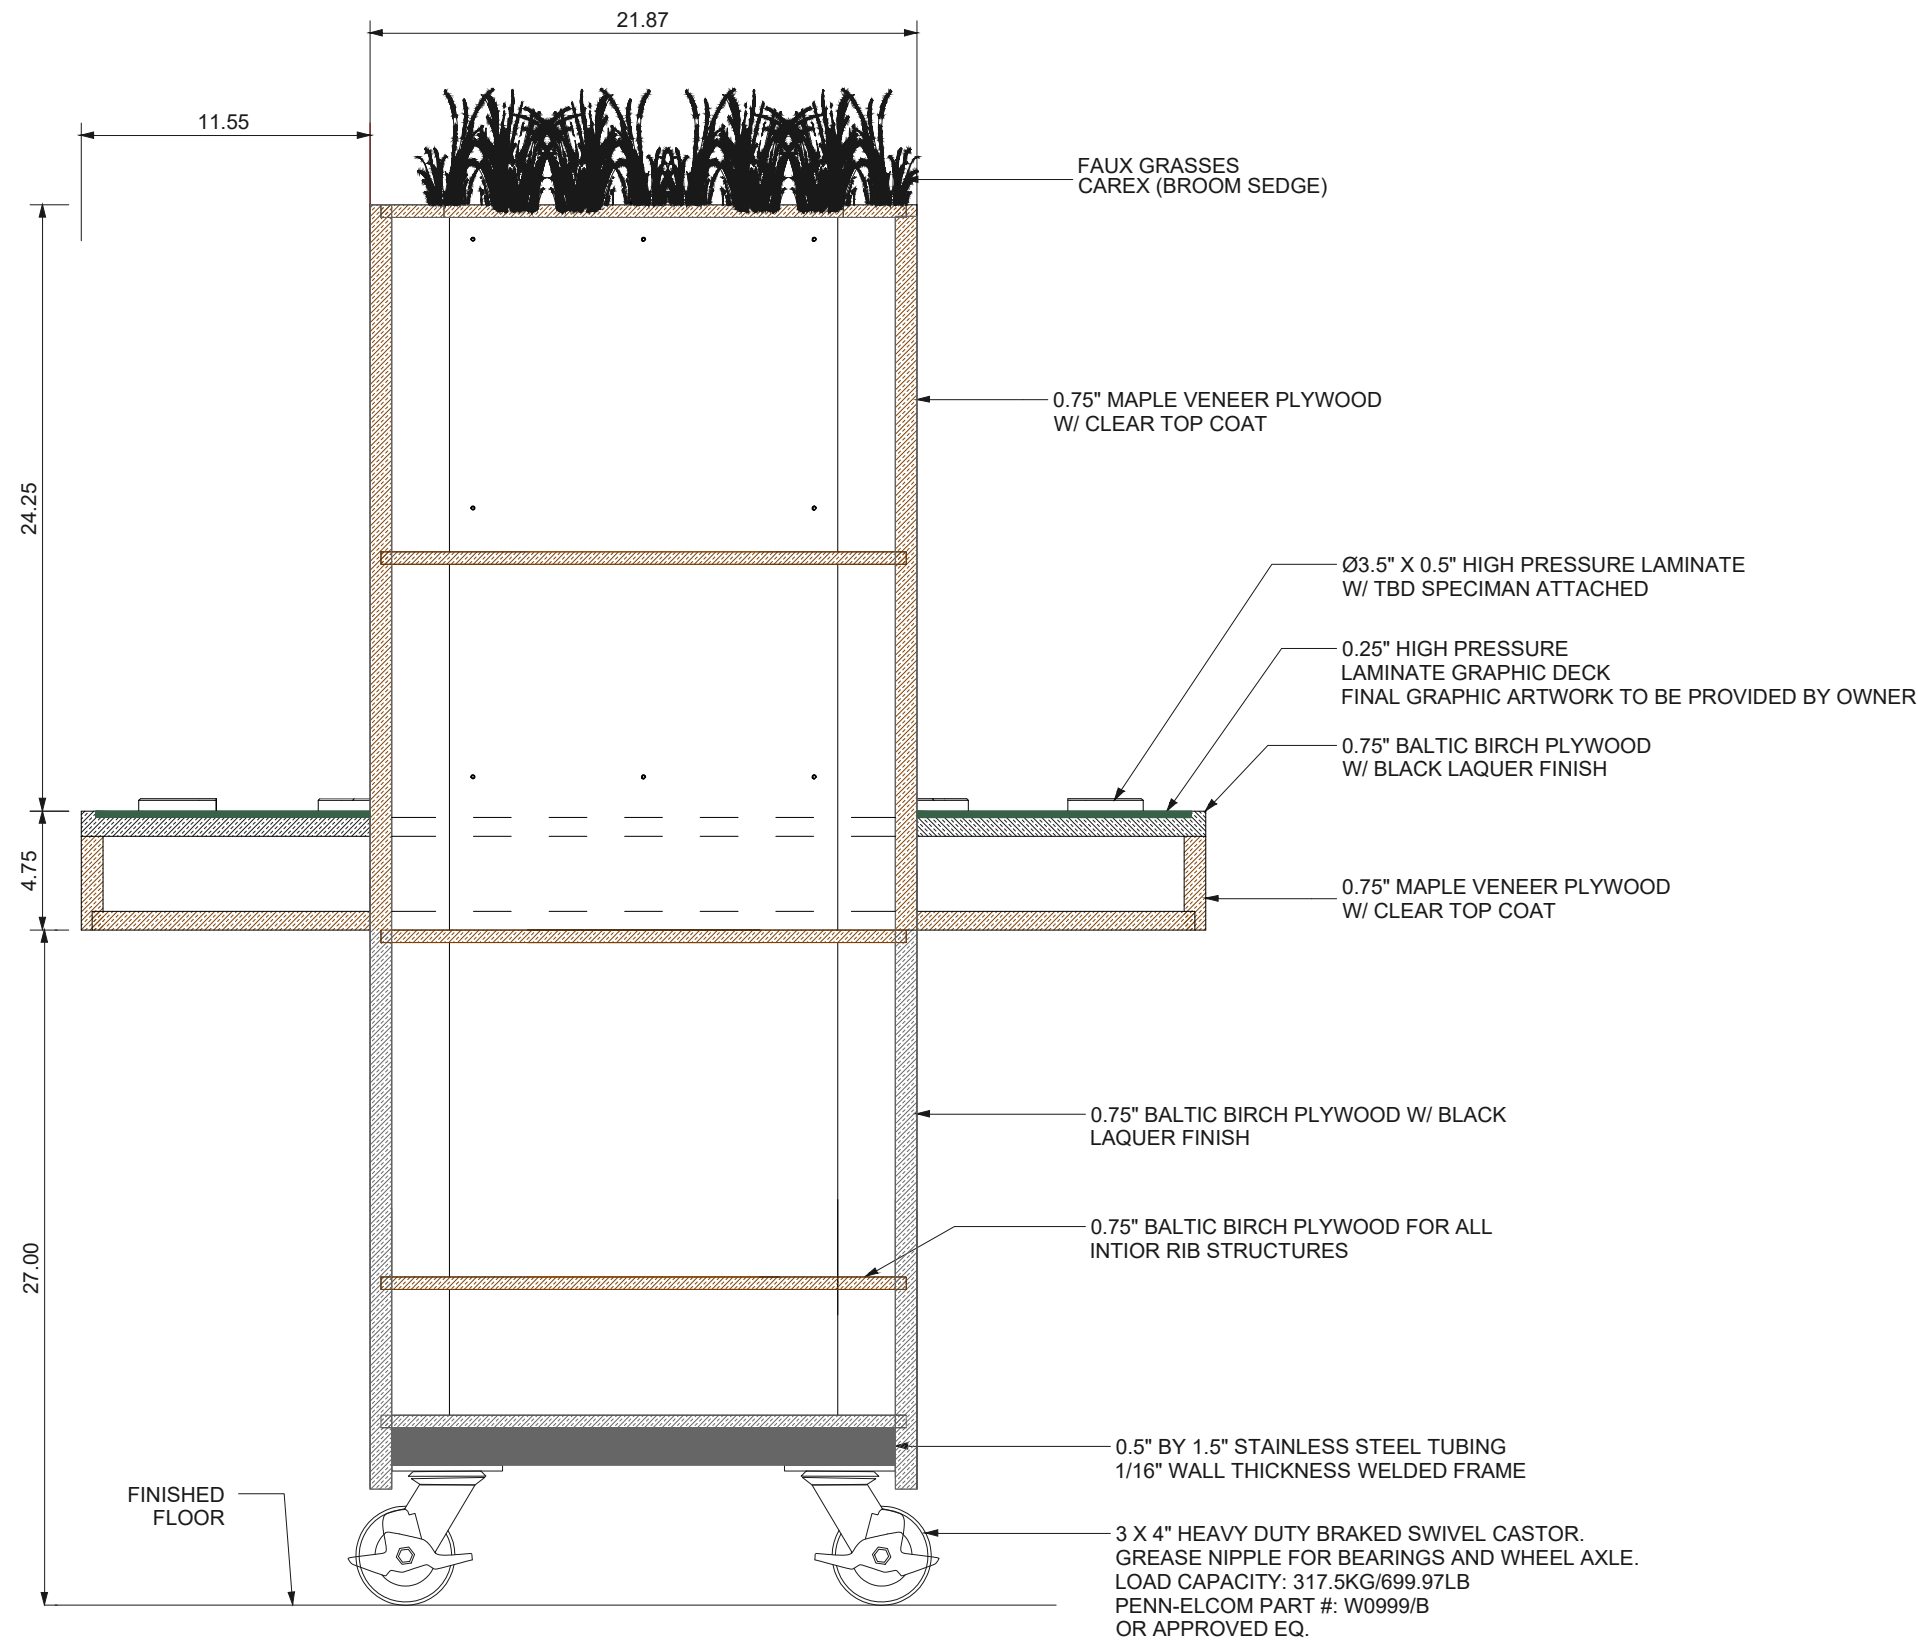 21.87
11.55
FAUX GRASSES
CAREX (BROOM SEDGE)
0.75" MAPLE VENEER PLYWOOD
W/ CLEAR TOP COAT
24.25
Ø3.5" X 0.5" HIGH PRESSURE LAMINATE
W/ TBD SPECIMAN ATTACHED
0.25" HIGH PRESSURE
LAMINATE GRAPHIC DECK
FINAL GRAPHIC ARTWORK TO BE PROVIDED BY OWNER
0.75" BALTIC BIRCH PLYWOOD
W/ BLACK LAQUER FINISH
4.75
0.75" MAPLE VENEER PLYWOOD
W/ CLEAR TOP COAT
0.75" BALTIC BIRCH PLYWOOD W/ BLACK
LAQUER FINISH
27.00
0.75" BALTIC BIRCH PLYWOOD FOR ALL
INTIOR RIB STRUCTURES
0.5" BY 1.5" STAINLESS STEEL TUBING
1/16" WALL THICKNESS WELDED FRAME
FINISHED
FLOOR
3 X 4" HEAVY DUTY BRAKED SWIVEL CASTOR.
GREASE NIPPLE FOR BEARINGS AND WHEEL AXLE.
LOAD CAPACITY: 317.5KG/699.97LB
PENN-ELCOM PART #: W0999/B
OR APPROVED EQ.